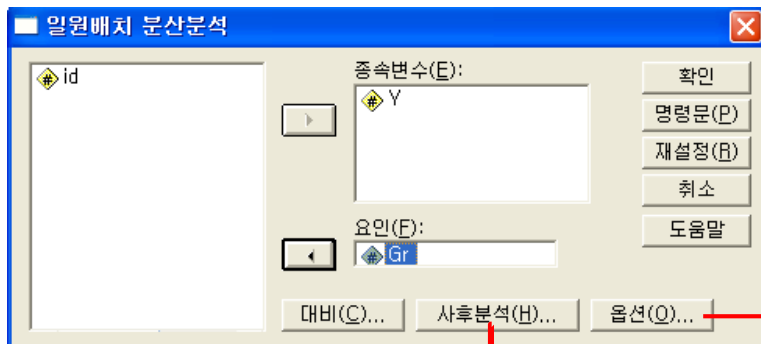 일원배치 분산분석
id
종속변수(E):
Y
요인(F):
Gr
확인
명령문(P)
재설정(R)
취소
도움말
대비(C)...
사후분석(H)...
옵션(O)...